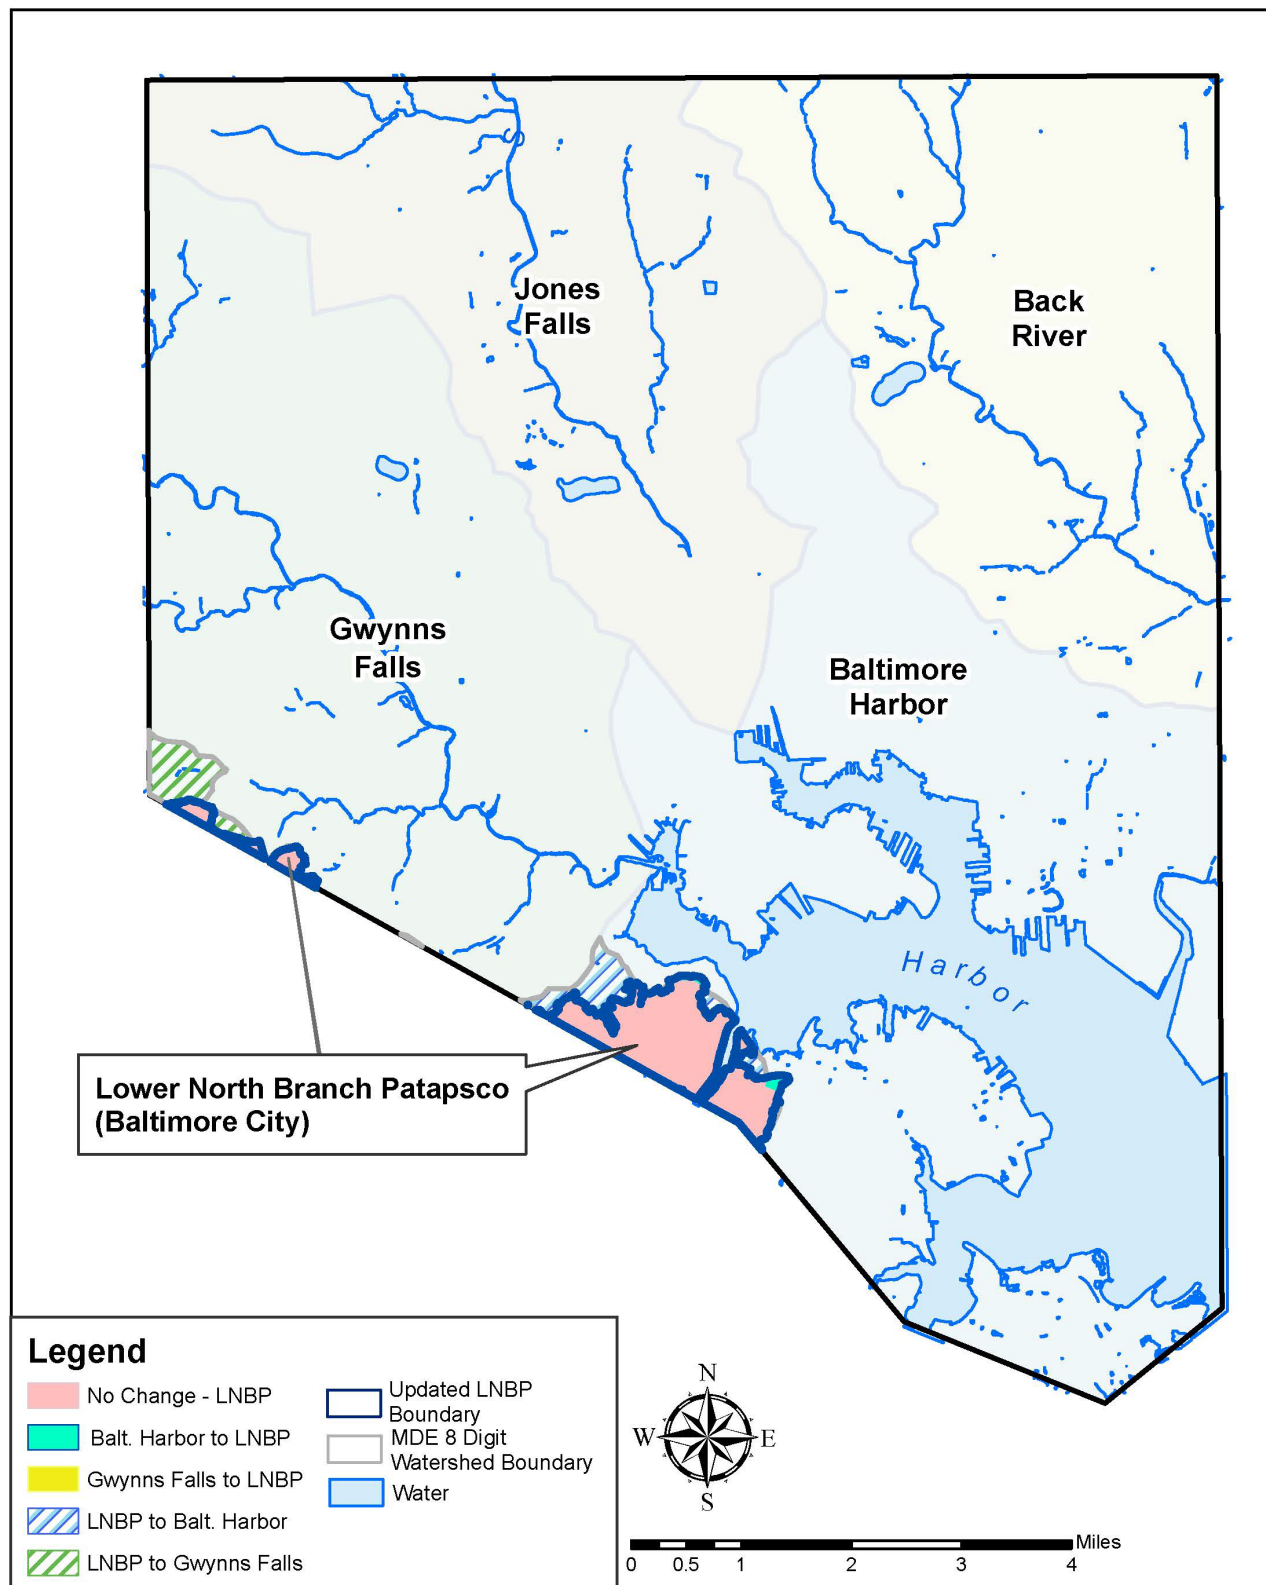 Jones
Falls
Back
River
Gwynns
Falls
Baltimore
Harbor
Harbor
Lower North Branch Patapsco
(Baltimore City)
Legend
No Change - LNBP
Balt. Harbor to LNBP
Gwynns Falls to LNBP
LNBP to Balt. Harbor
LNBP to Gwynns Falls
Updated LNBP
Boundary
MDE 8 Digit
Watershed Boundary
Water
N
W E
S
Miles
0 0.5 1 2 3 4